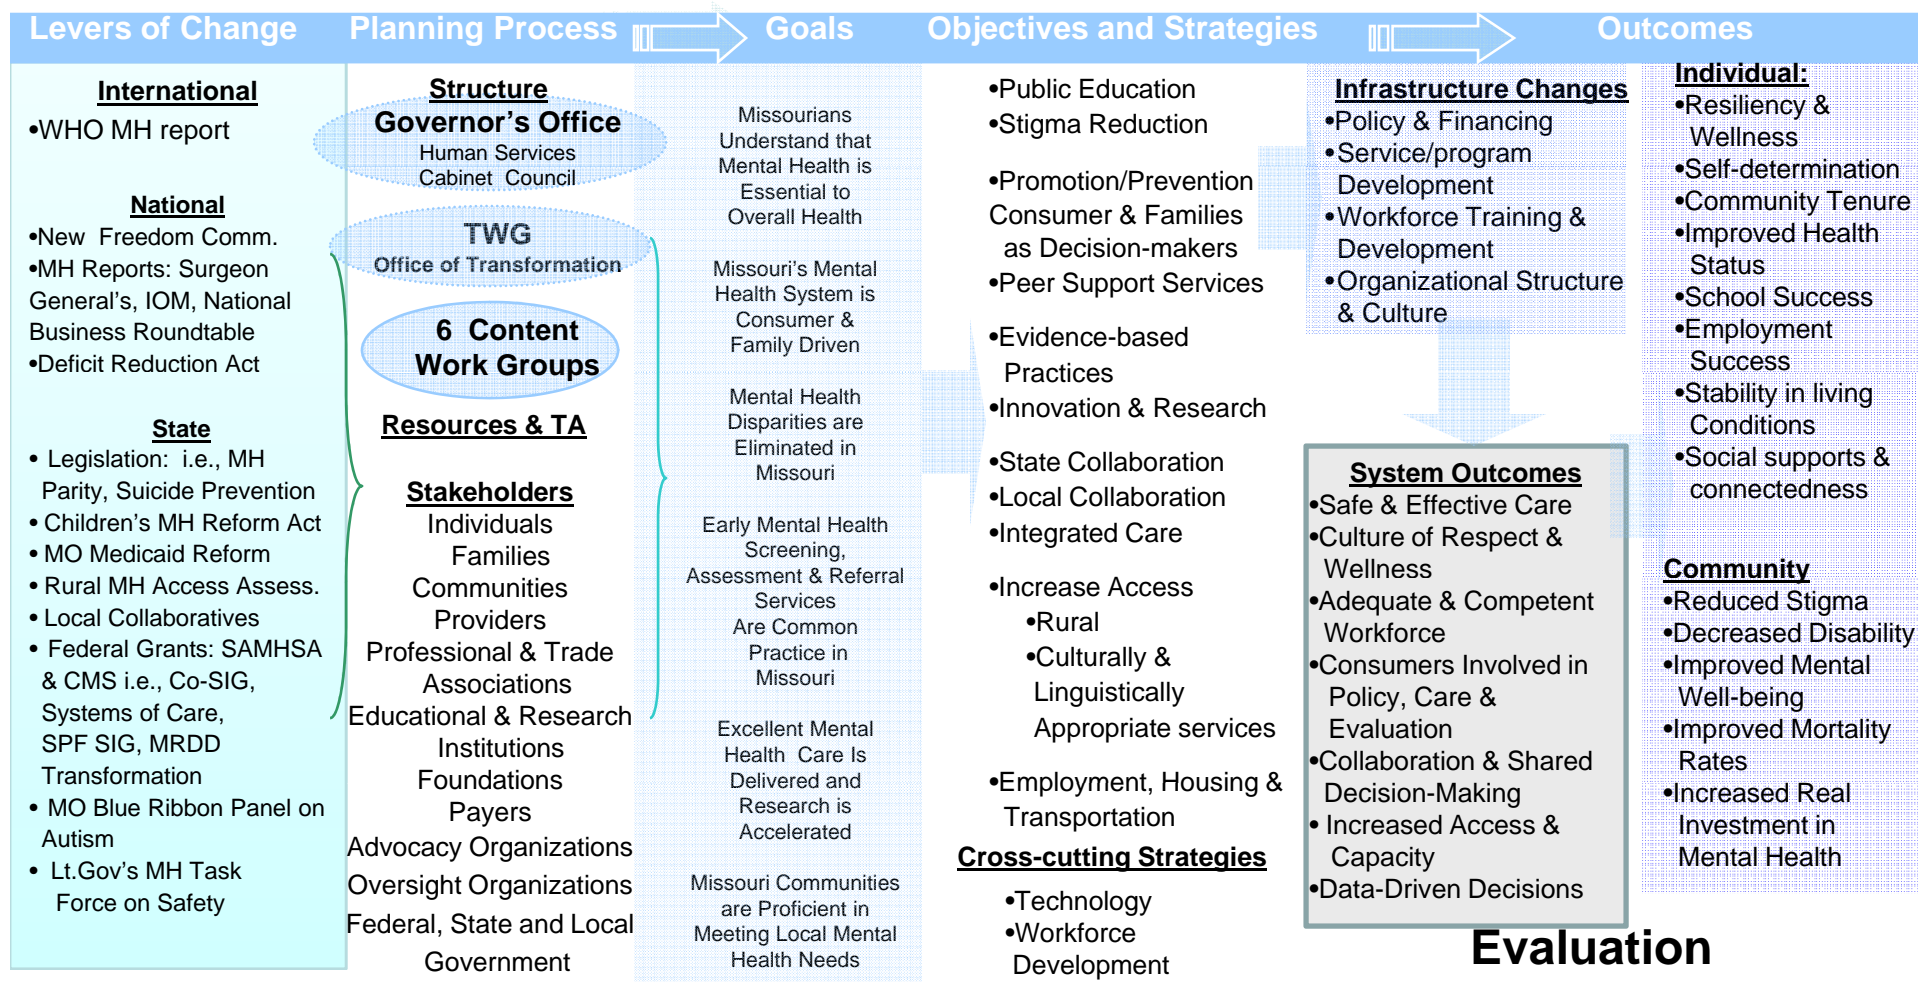 Levers of Change
Planning Process
Goals
Objectives and Strategies
Outcomes
International
•WHO MH report
National
•New Freedom Comm.
•MH Reports: Surgeon
General's, IOM, National
Business Roundtable
•Deficit Reduction Act
State
• Legislation: i.e., MH
Parity, Suicide Prevention
• Children's MH Reform Act
• MO Medicaid Reform
• Rural MH Access Assess.
• Local Collaboratives
• Federal Grants: SAMHSA
& CMS i.e., Co-SIG,
Systems of Care,
SPF SIG, MRDD
Transformation
• MO Blue Ribbon Panel on
Autism
• Lt.Gov's MH Task
Force on Safety
Structure
Governor's Office
Human Services
Cabinet Council
TWG
Office of Transformation
6 Content
Work Groups
Resources & TA
Stakeholders
Individuals
Families
Communities
Providers
Professional & Trade
Associations
Educational & Research
Institutions
Foundations
Payers
Advocacy Organizations
Oversight Organizations
Federal, State and Local
Government
Missourians
Understand that
Mental Health is
Essential to
Overall Health
Missouri's Mental
Health System is
Consumer &
Family Driven
Mental Health
Disparities are
Eliminated in
Missouri
Early Mental Health
Screening,
Assessment & Referral
Services
Are Common
Practice in
Missouri
Excellent Mental
Health Care Is
Delivered and
Research is
Accelerated
Missouri Communities
are Proficient in
Meeting Local Mental
Health Needs
•Public Education
•Stigma Reduction
•Promotion/Prevention
Consumer & Families
as Decision-makers
•Peer Support Services
•Evidence-based
Practices
•Innovation & Research
•State Collaboration
•Local Collaboration
•Integrated Care
•Increase Access
•Rural
•Culturally &
Linguistically
Appropriate services
•Employment, Housing &
Transportation
Cross-cutting Strategies
•Technology
•Workforce
Development
Infrastructure Changes
•Policy & Financing
•Service/program
Development
•Workforce Training &
Development
•Organizational Structure
& Culture
System Outcomes
•Safe & Effective Care
•Culture of Respect &
Wellness
•Adequate & Competent
Workforce
•Consumers Involved in
Policy, Care &
Evaluation
•Collaboration & Shared
Decision-Making
• Increased Access &
Capacity
•Data-Driven Decisions
Individual:
•Resiliency &
Wellness
•Self-determination
•Community Tenure
•Improved Health
Status
•School Success
•Employment
Success
•Stability in living
Conditions
•Social supports &
connectedness
Community
•Reduced Stigma
•Decreased Disability
•Improved Mental
Well-being
•Improved Mortality
Rates
•Increased Real
Investment in
Mental Health
Evaluation